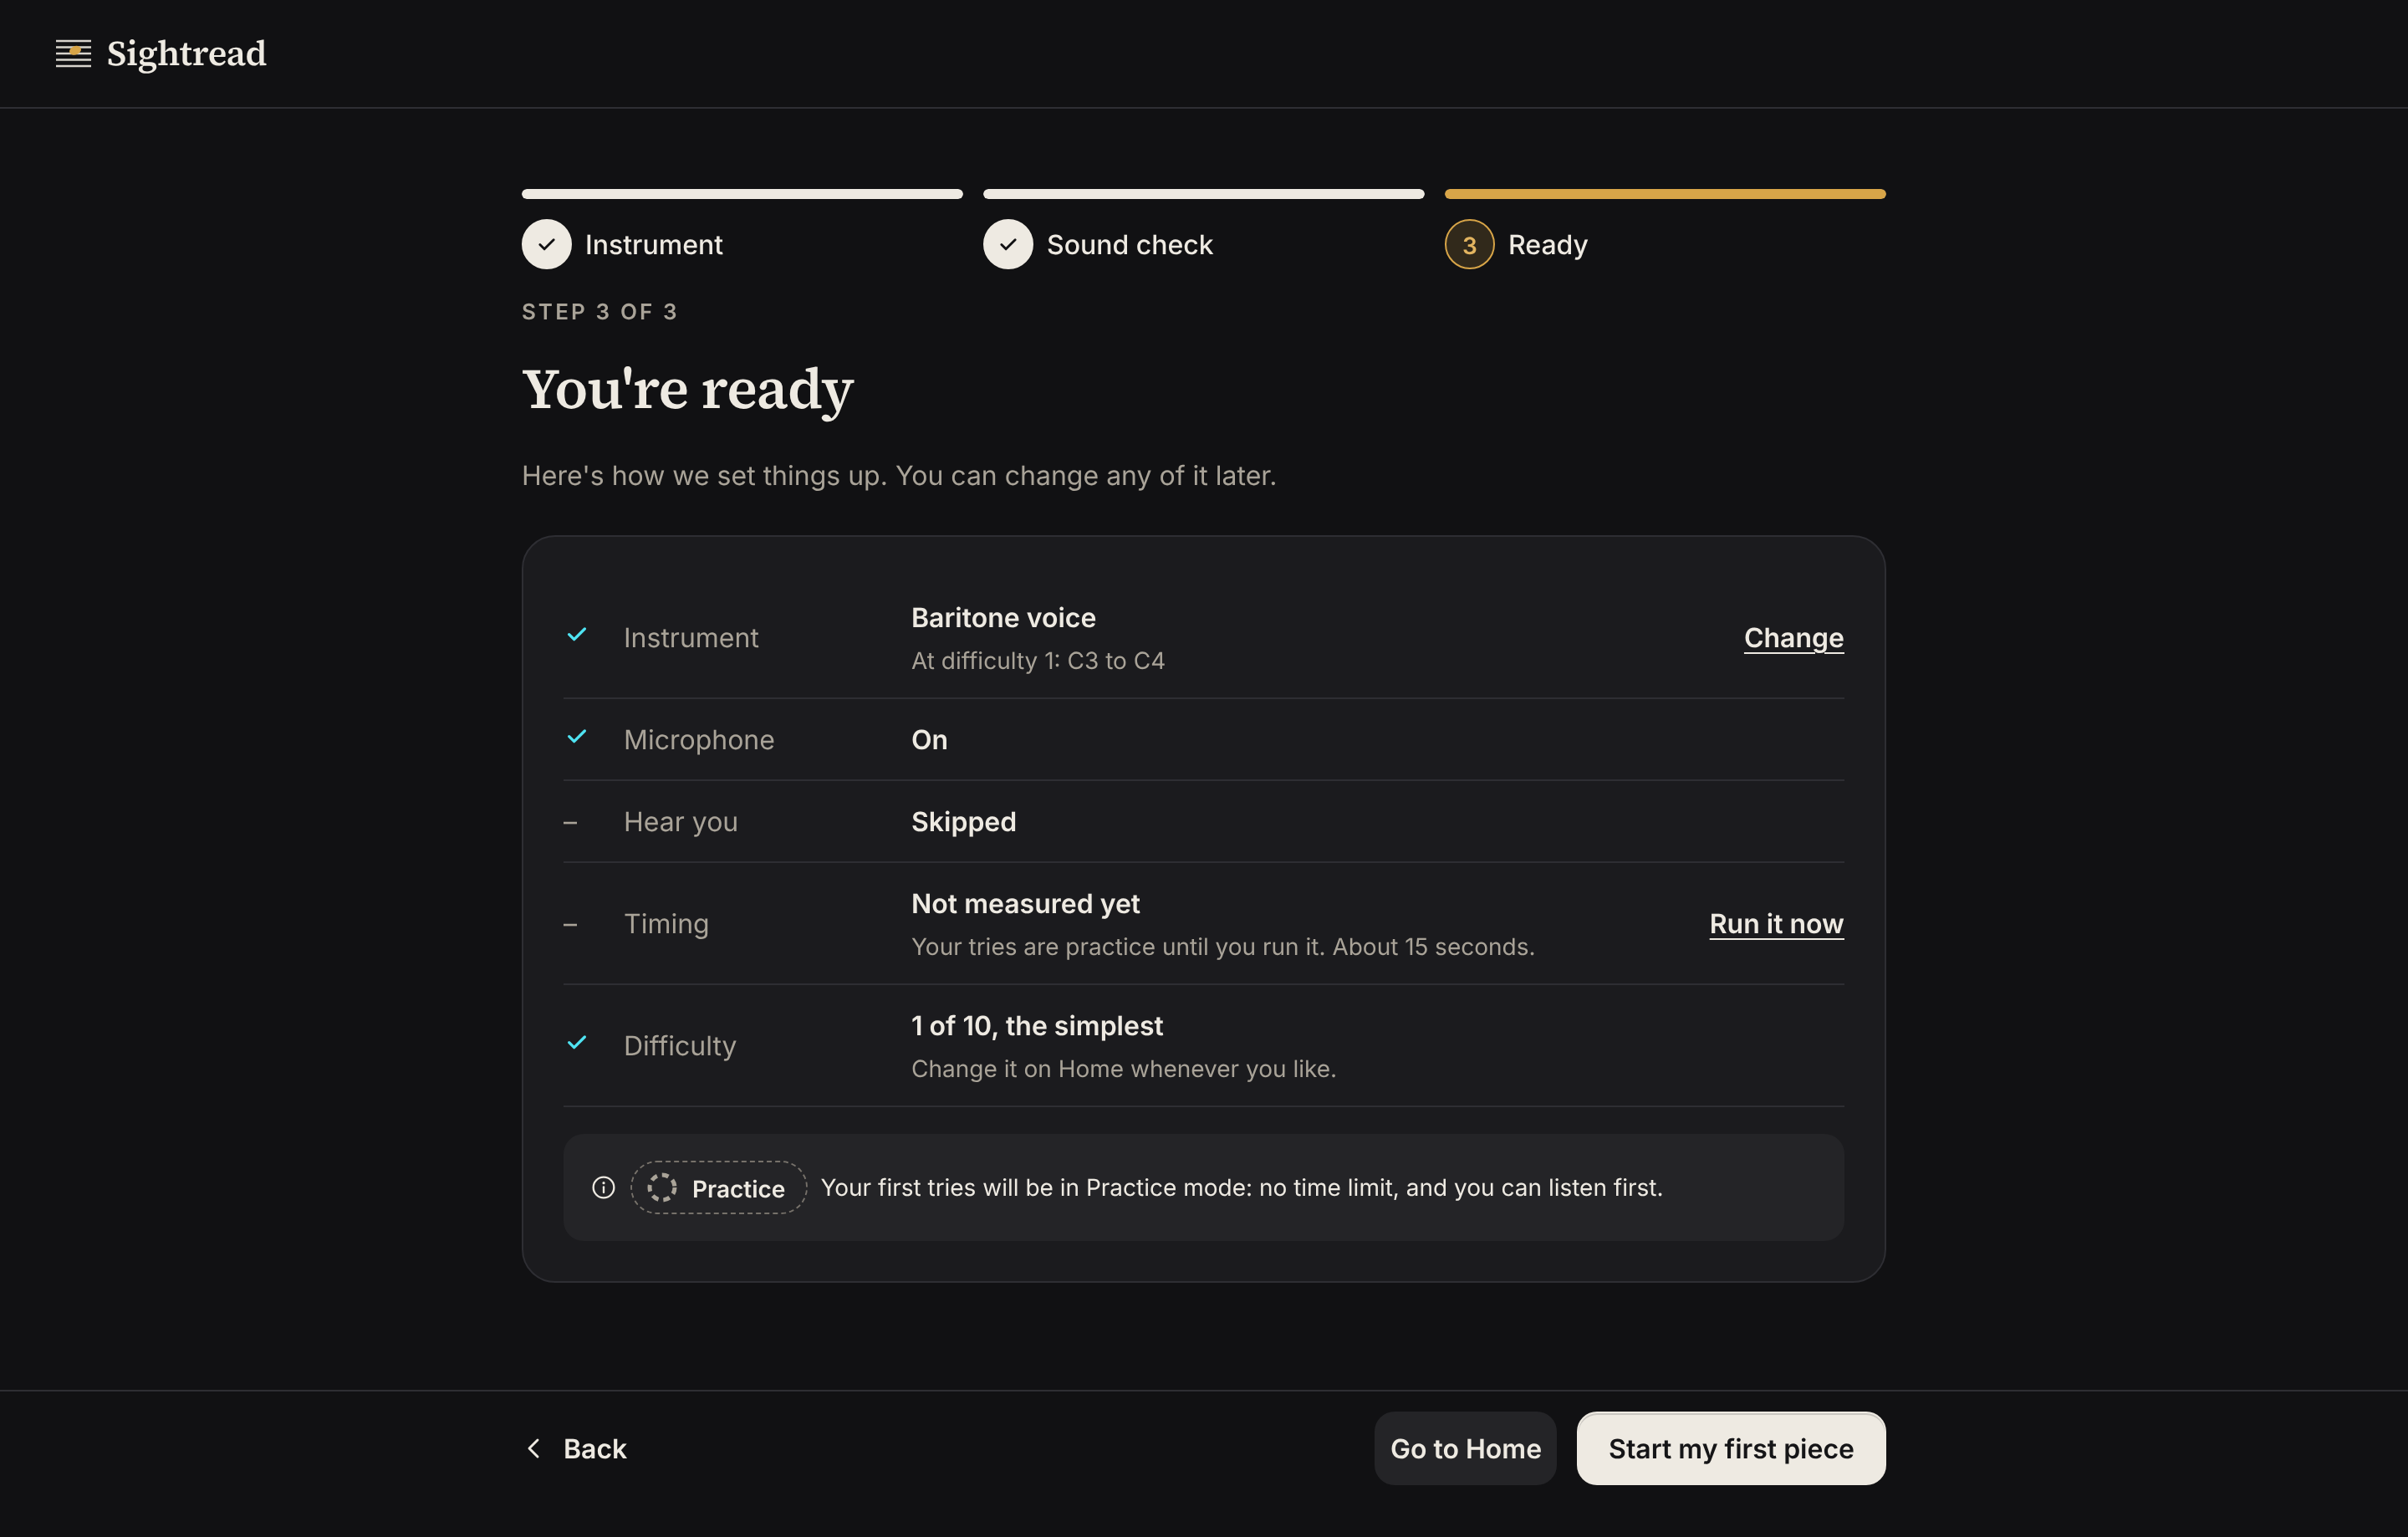 Sightread
Instrument
Sound check
3 Ready
STEP 3 OF 3
You're ready
Here's how we set things up. You can change any of it later.
Instrument
Baritone voice
At difficulty 1: C3 to C4
Change
Microphone
On
– Hear you
Skipped
– Timing
Not measured yet
Your tries are practice until you run it. About 15 seconds.
Run it now
Difficulty
1 of 10, the simplest
Change it on Home whenever you like.
Practice Your first tries will be in Practice mode: no time limit, and you can listen first.
Back
Go to Home
Start my first piece